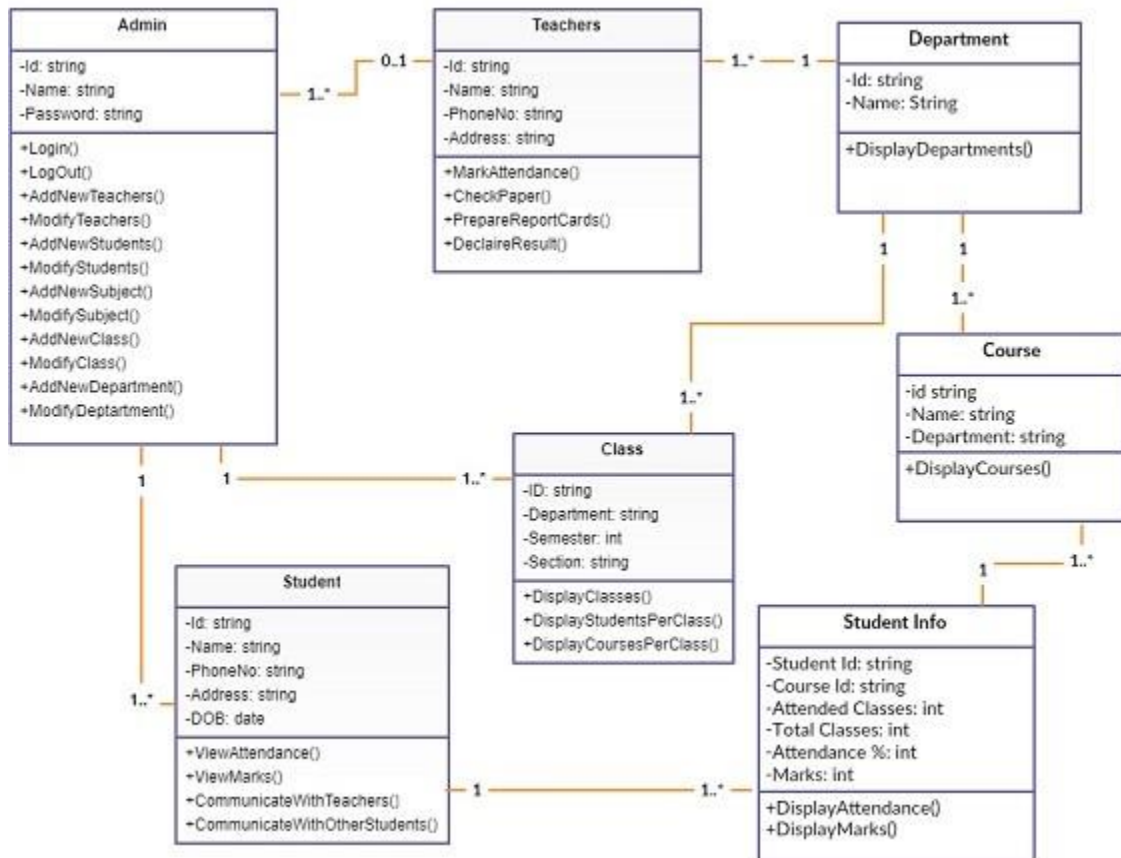 Admin
-Id: string
-Name: string
-Password: string
+Login()
+LogOut()
+AddNewTeachers()
+ModifyTeachers()
+AddNewStudents()
+ModifyStudents()
+AddNewSubject()
+ModifySubject()
+AddNewClass()
+ModifyClass()
+AddNewDepartment()
+ModifyDeptartment()
1..*
0..1
Teachers
-Id: string
-Name: string
-PhoneNo: string
-Address: string
+MarkAttendance()
+CheckPaper()
+PrepareReportCards()
+DeclaireResult()
1..*
1
Department
-Id: string
-Name: String
+DisplayDepartments()
1
1
1..*
1..*
Course
-id string
-Name: string
-Department: string
+DisplayCourses()
1
1
1..*
Class
-ID: string
-Department: string
-Semester: int
-Section: string
+DisplayClasses()
+DisplayStudentsPerClass()
+DisplayCoursesPerClass()
1..*
1
1..*
Student
-Id: string
-Name: string
-PhoneNo: string
-Address: string
-DOB: date
+ViewAttendance()
+ViewMarks()
+CommunicateWithTeachers()
+CommunicateWithOtherStudents()
1
1..*
Student Info
-Student Id: string
-Course Id: string
-Attended Classes: int
-Total Classes: int
-Attendance %: int
-Marks: int
+DisplayAttendance()
+DisplayMarks()